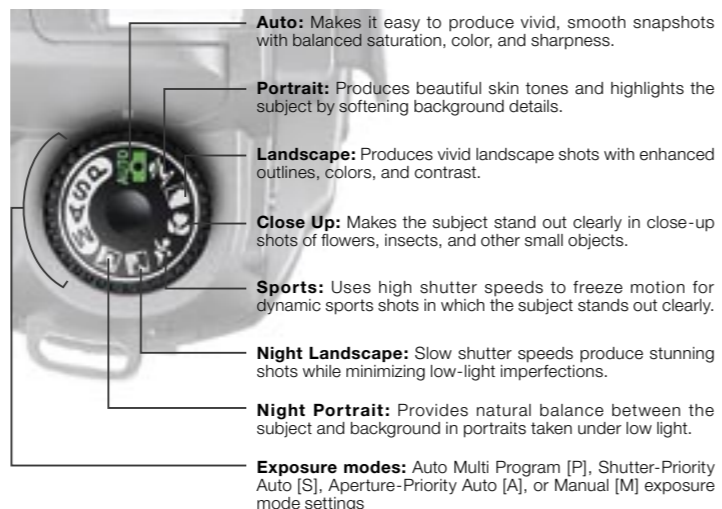 Auto: Makes it easy to produce vivid, smooth snapshots
with balanced saturation, color, and sharpness.
Portrait: Produces beautiful skin tones and highlights the
subject by softening background details.
Landscape: Produces vivid landscape shots with enhanced
outlines, colors, and contrast.
Close Up: Makes the subject stand out clearly in close-up
shots of flowers, insects, and other small objects.
Sports: Uses high shutter speeds to freeze motion for
dynamic sports shots in which the subject stands out clearly.
Night Landscape: Slow shutter speeds produce stunning
shots while minimizing low-light imperfections.
Night Portrait: Provides natural balance between the
subject and background in portraits taken under low light.
Exposure modes: Auto Multi Program [P], Shutter-Priority
Auto [S], Aperture-Priority Auto [A], or Manual [M] exposure
mode settings
AUTO
P
S
A
M